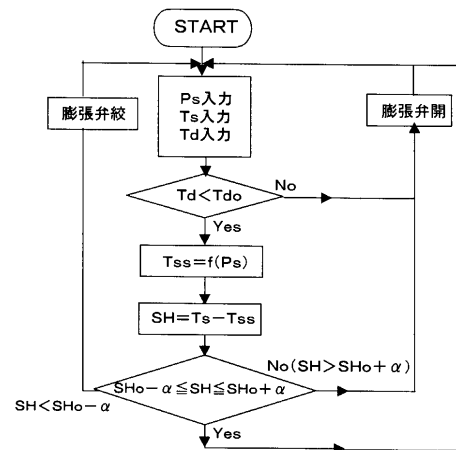 START
膨張弁絞
Ps入力
Ts入力
Td入力
膨張弁開
Td<Tdo
No
Yes
Tss=f(Ps)
SH=Ts-Tss
No(SH>SHo+α)
SHo-α≦SH≦SHo+α
SH<SHo-α
Yes